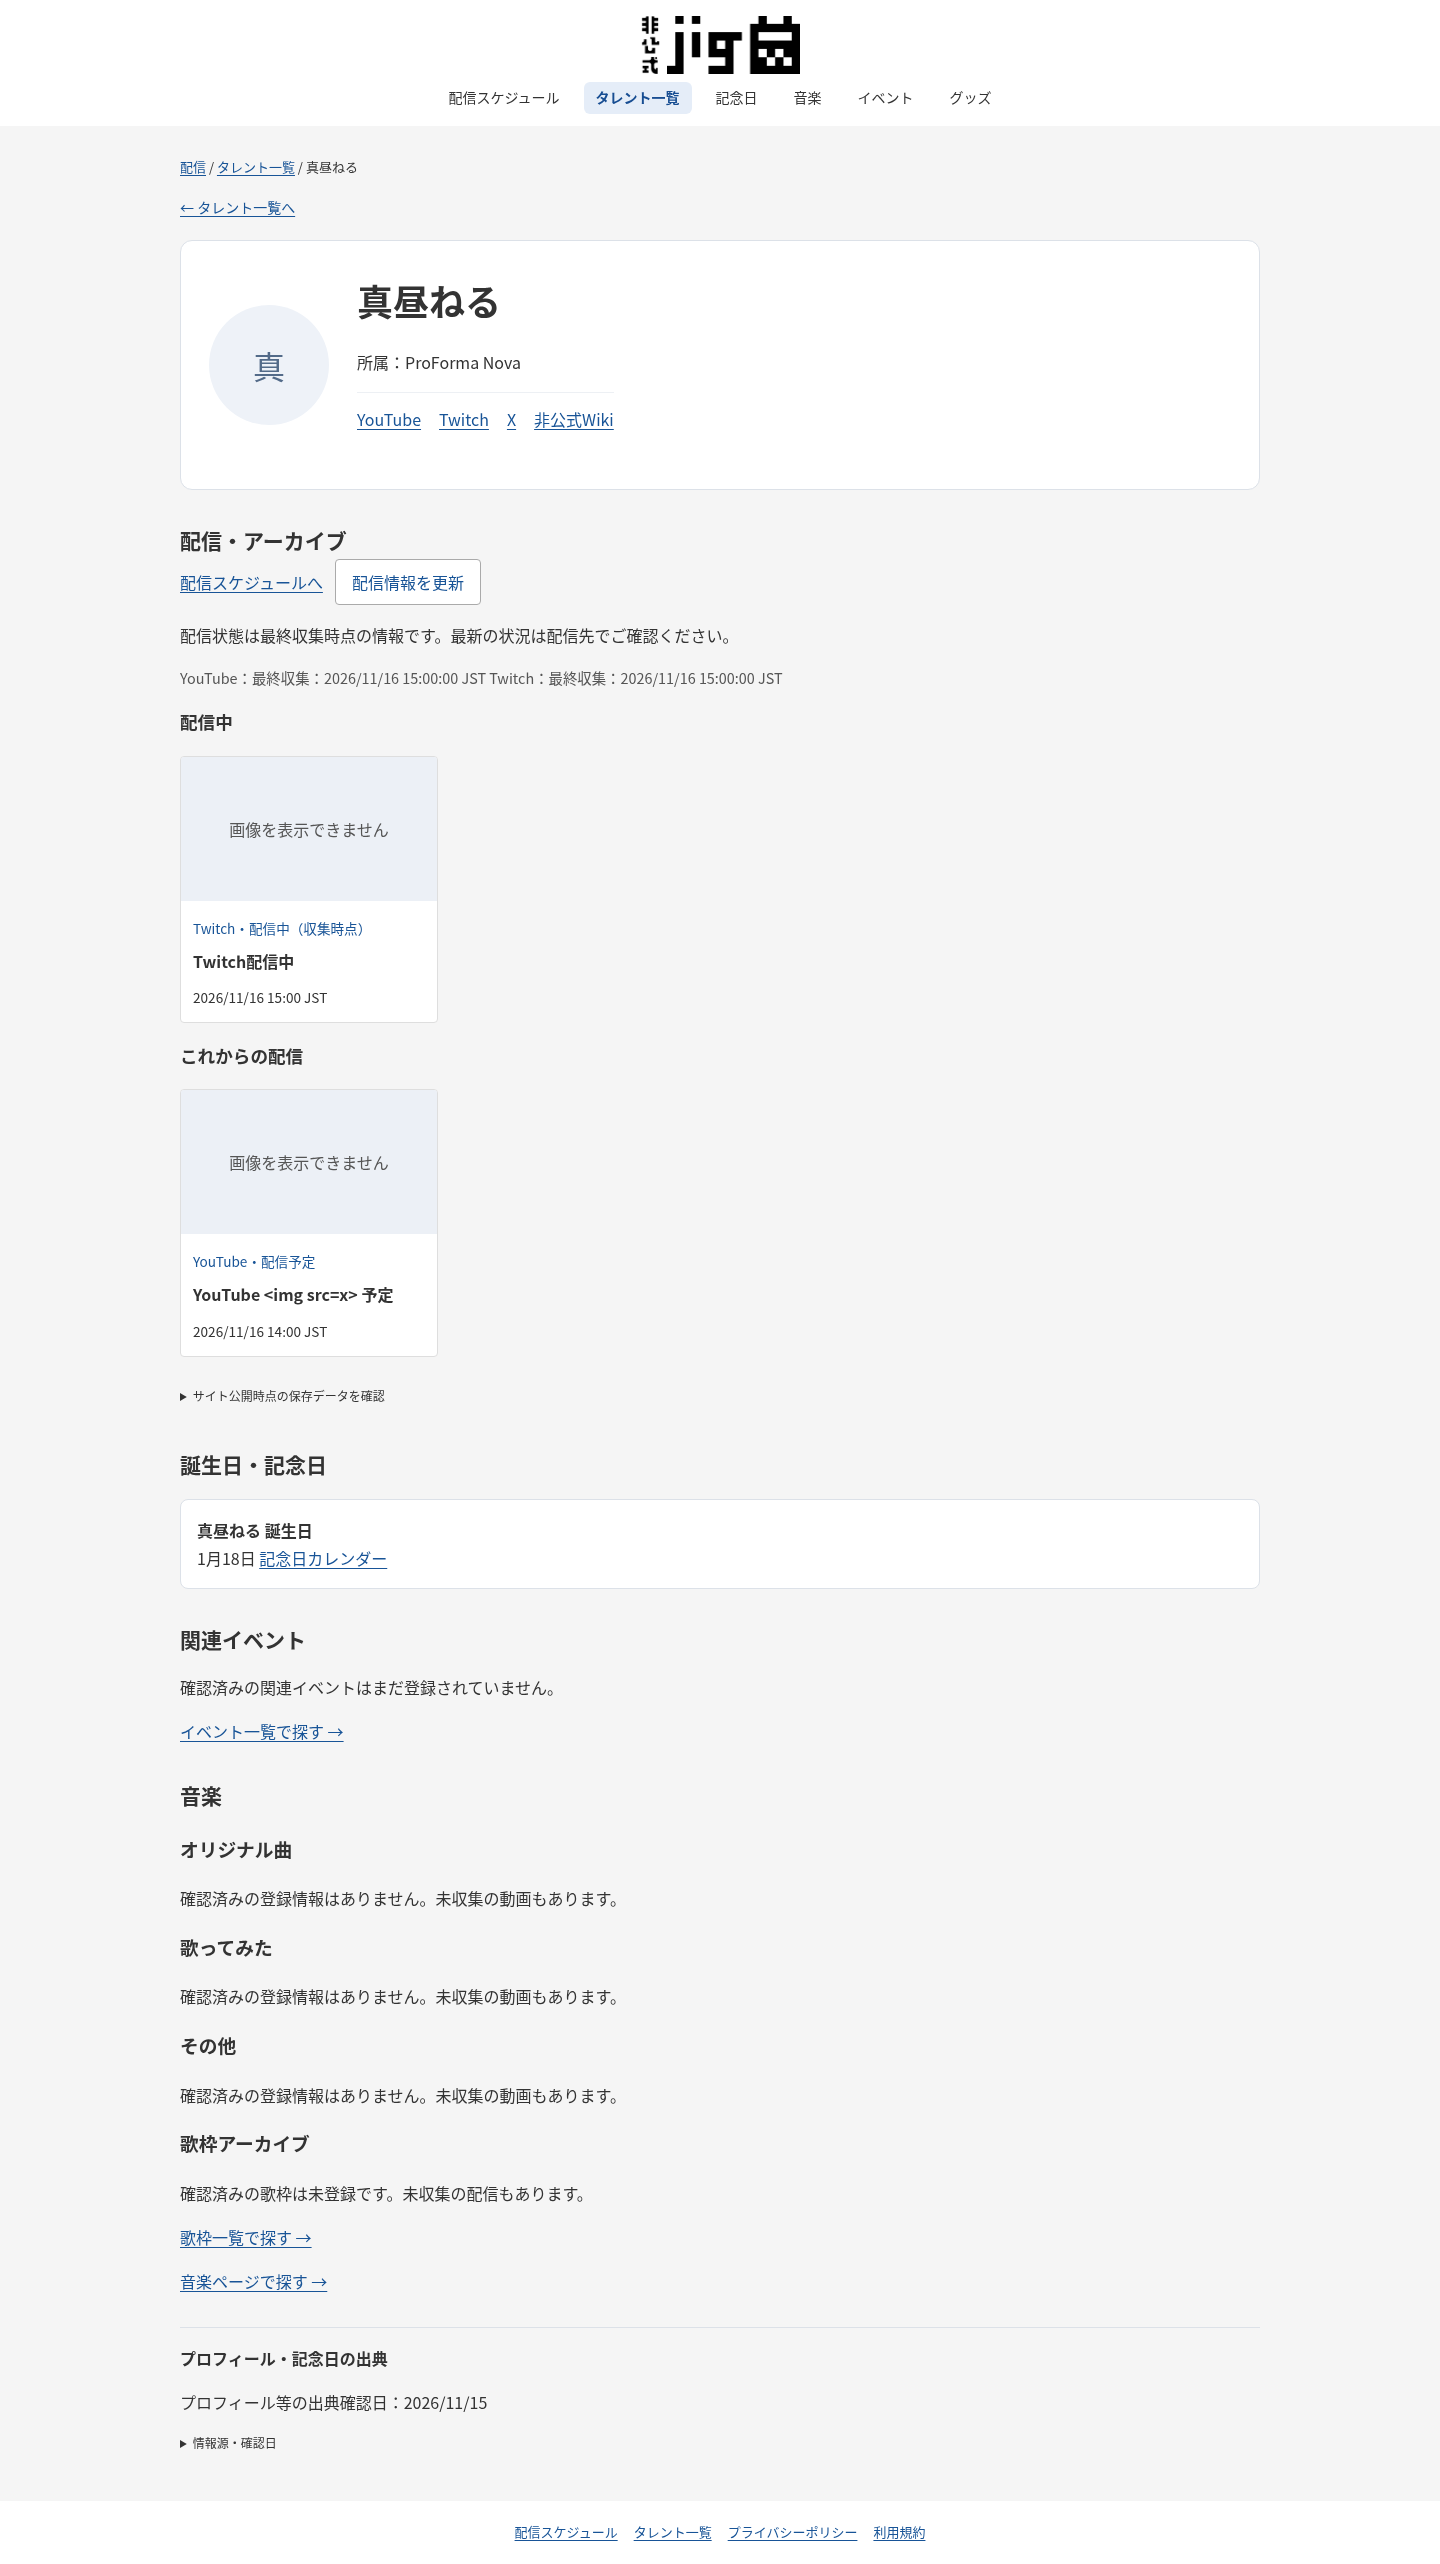 非公式 jig曲
配信スケジュール タレント一覧 記念日 音楽 イベント グッズ
配信 / タレント一覧 / 真昼ねる
← タレント一覧へ
真
真昼ねる
所属：ProForma Nova
YouTube Twitch X 非公式Wiki
配信・アーカイブ
配信スケジュールへ 配信情報を更新
配信状態は最終収集時点の情報です。最新の状況は配信先でご確認ください。
YouTube：最終収集：2026/11/16 15:00:00 JST Twitch：最終収集：2026/11/16 15:00:00 JST
配信中
画像を表示できません
Twitch・配信中（収集時点）
Twitch配信中
2026/11/16 15:00 JST
これからの配信
画像を表示できません
YouTube・配信予定
YouTube <img src=x> 予定
2026/11/16 14:00 JST
▶ サイト公開時点の保存データを確認
誕生日・記念日
真昼ねる 誕生日
1月18日 記念日カレンダー
関連イベント
確認済みの関連イベントはまだ登録されていません。
イベント一覧で探す →
音楽
オリジナル曲
確認済みの登録情報はありません。未収集の動画もあります。
歌ってみた
確認済みの登録情報はありません。未収集の動画もあります。
その他
確認済みの登録情報はありません。未収集の動画もあります。
歌枠アーカイブ
確認済みの歌枠は未登録です。未収集の配信もあります。
歌枠一覧で探す →
音楽ページで探す →
プロフィール・記念日の出典
プロフィール等の出典確認日：2026/11/15
▶ 情報源・確認日
配信スケジュール タレント一覧 プライバシーポリシー 利用規約